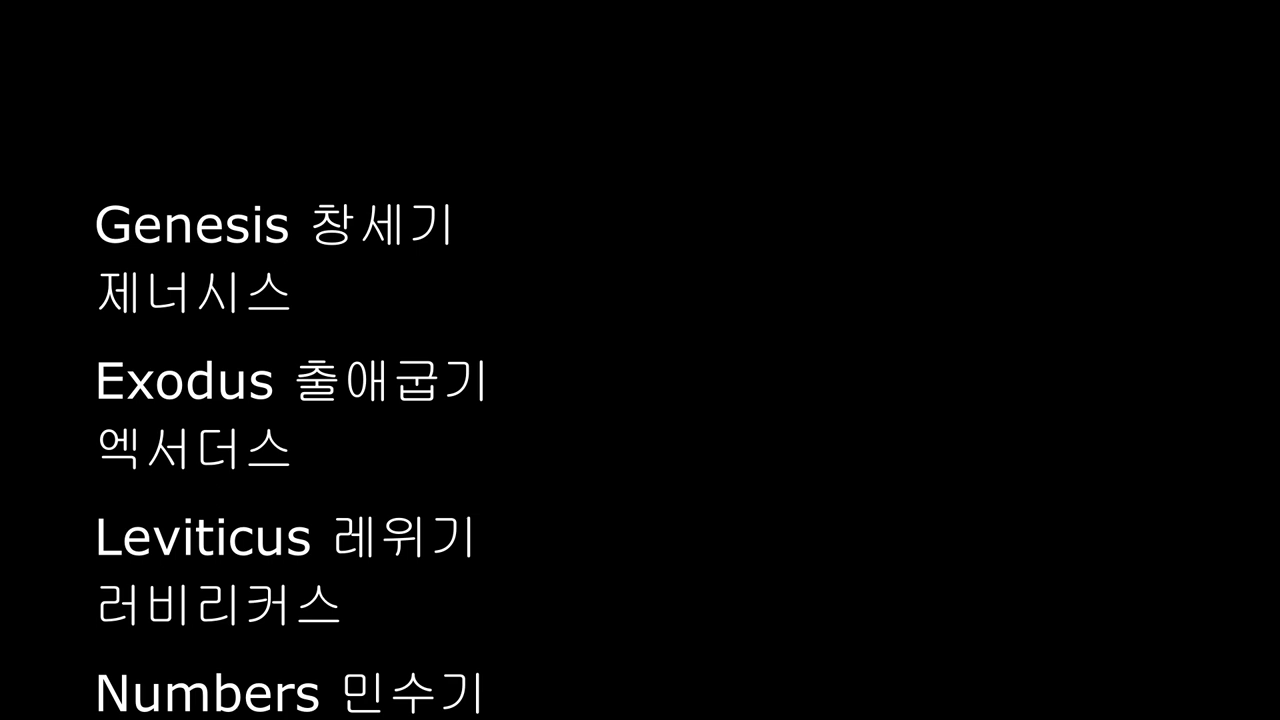 Genesis 창세기
제너시스
Exodus 출애굽기
엑서더스
Leviticus 레위기
러비리커스
Numbers 민수기